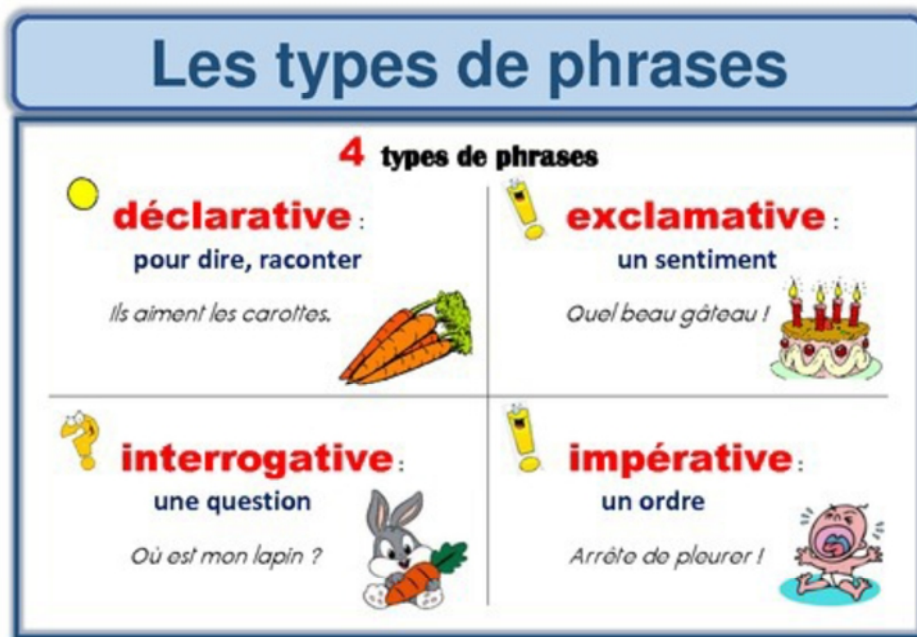 Les types de phrases
4 types de phrases
déclarative :
pour dire, raconter
Ils aiment les carottes.
exclamative :
un sentiment
Quel beau gâteau !
interrogative :
une question
Où est mon lapin ?
impérative :
un ordre
Arrête de pleurer !